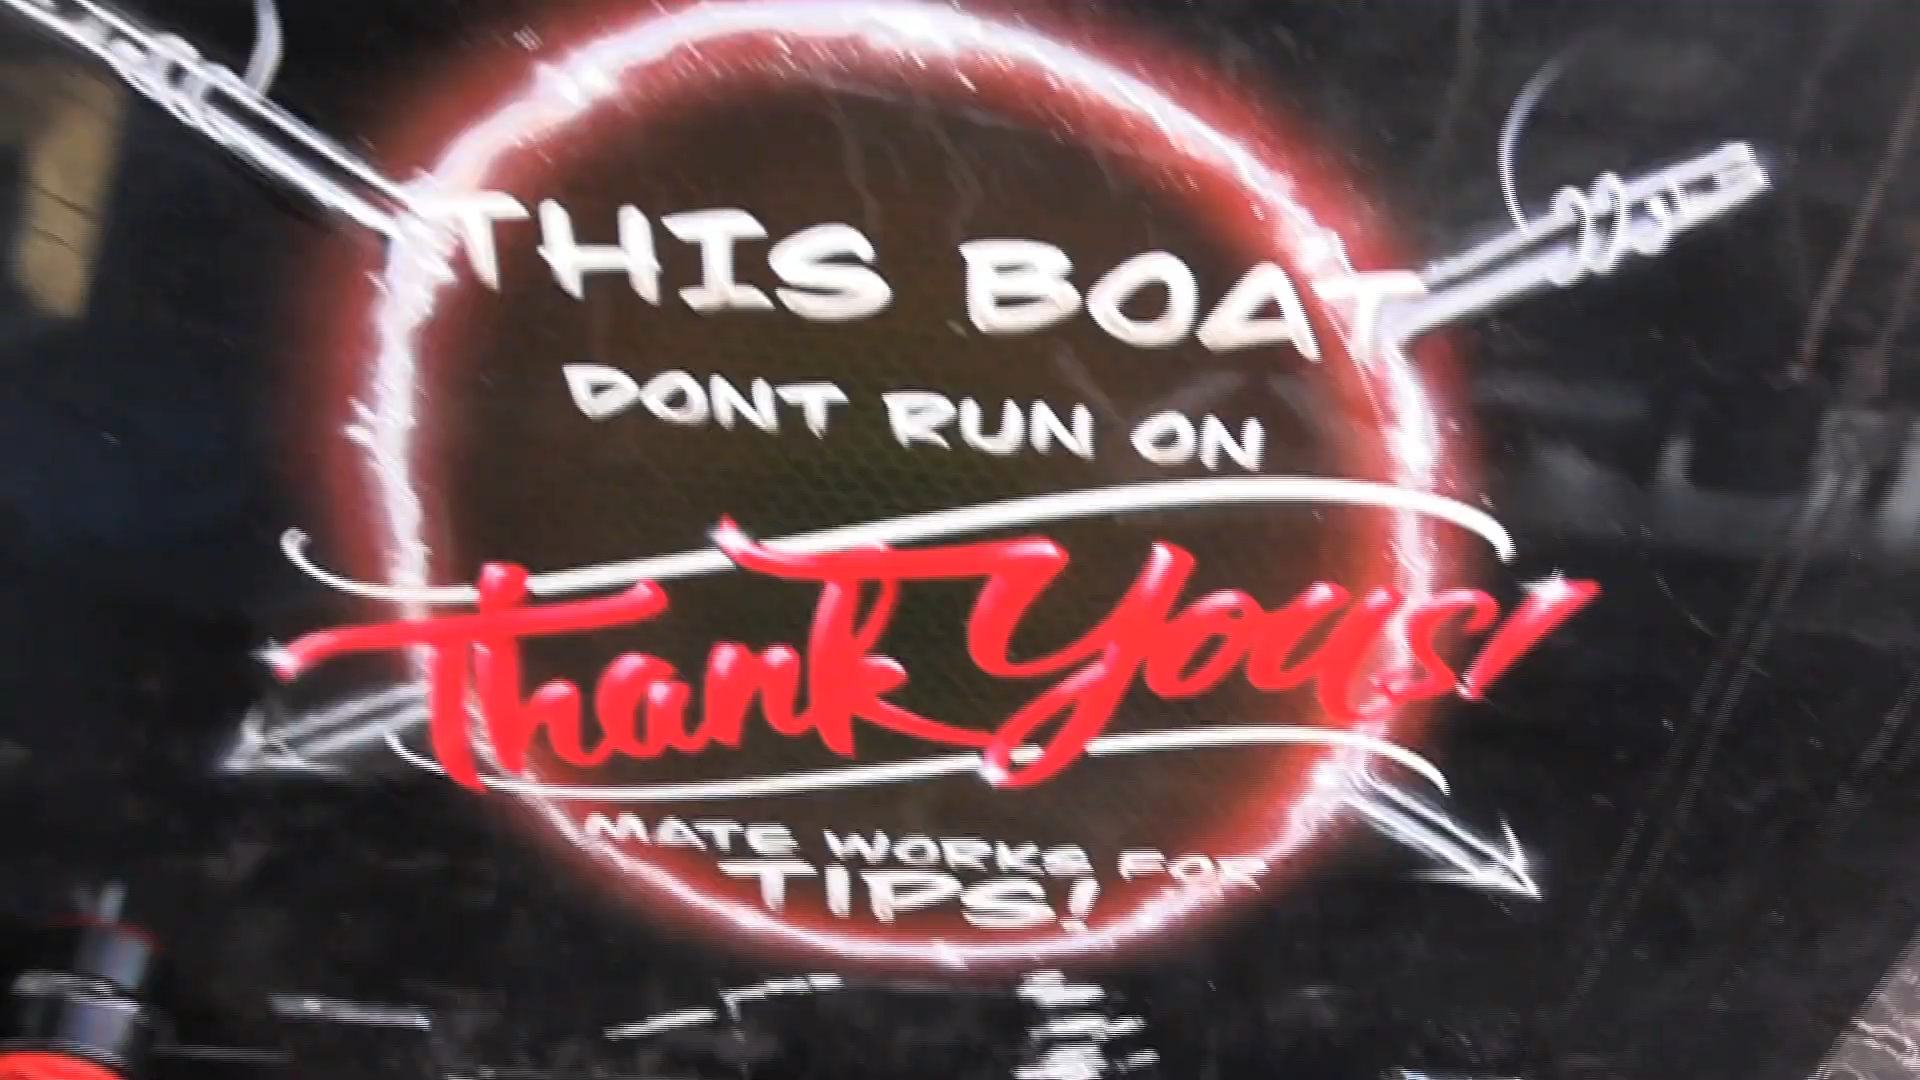 THIS BOAT
DONT RUN ON
Thank Yous!
MATE WORKS FOR
TIPS!